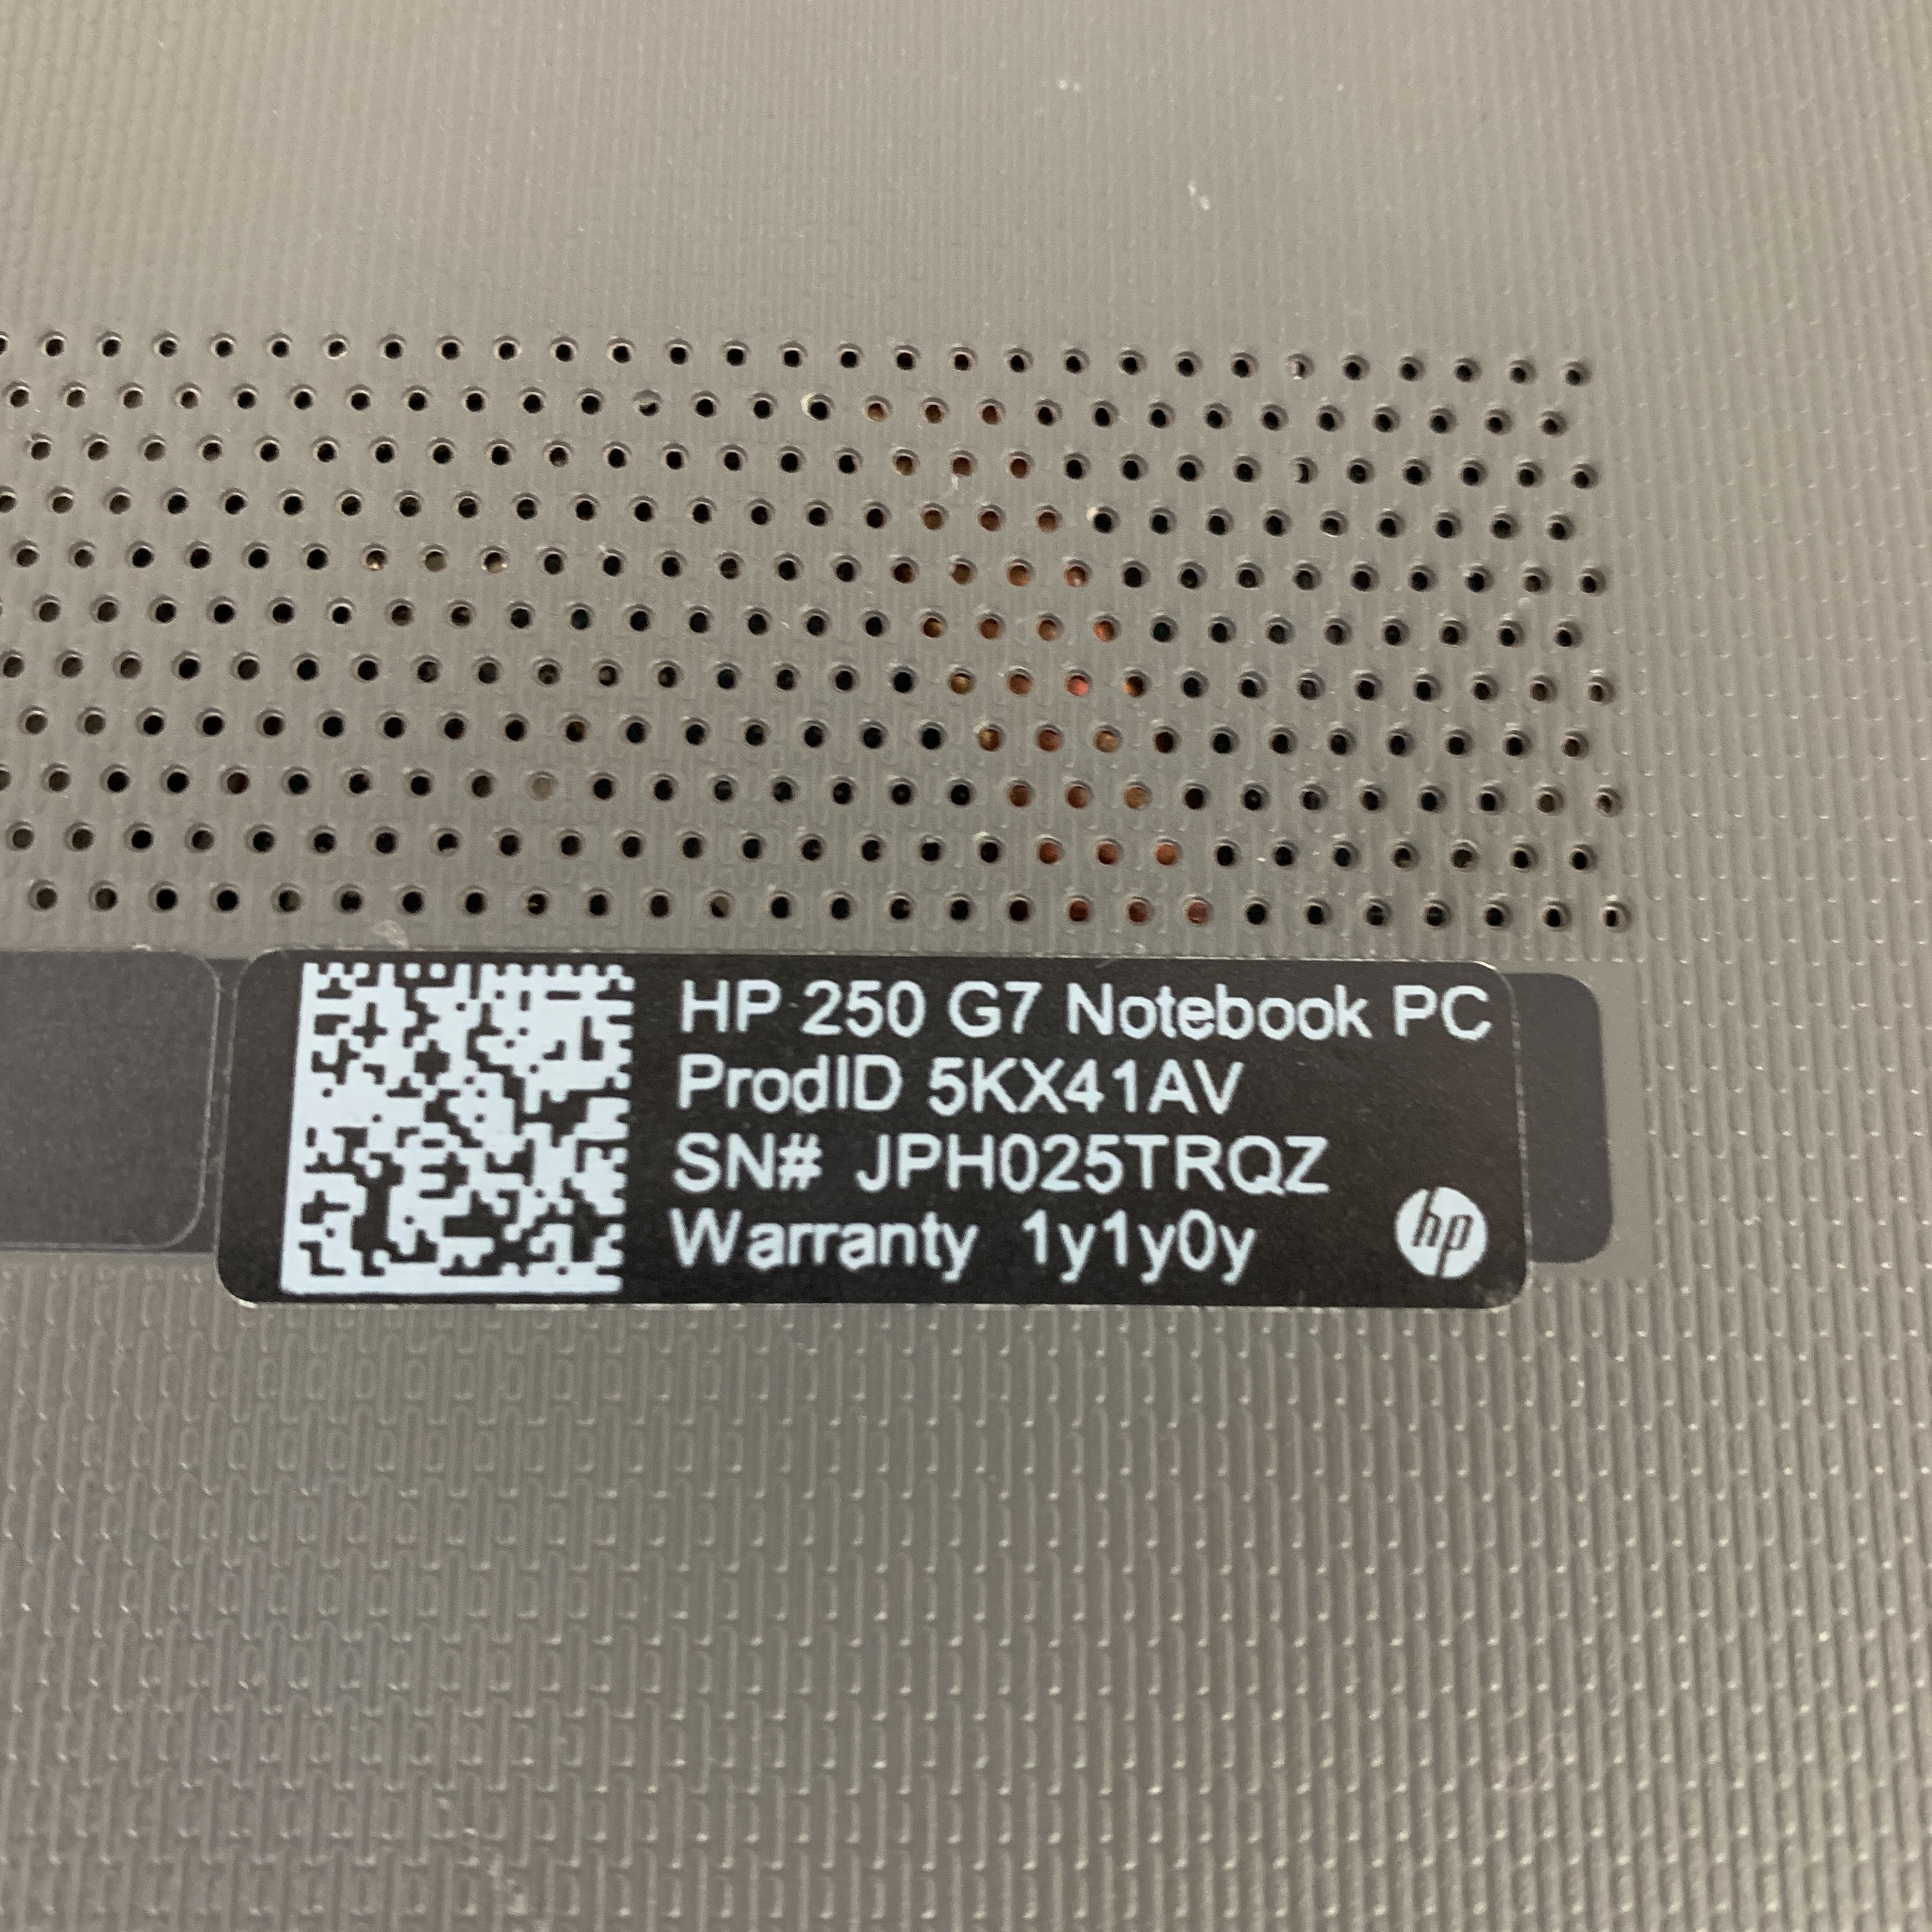 HP 250 G7 Notebook PC
ProdID 5KX41AV
SN# JPH025TRQZ
Warranty 1y1y0y
hp